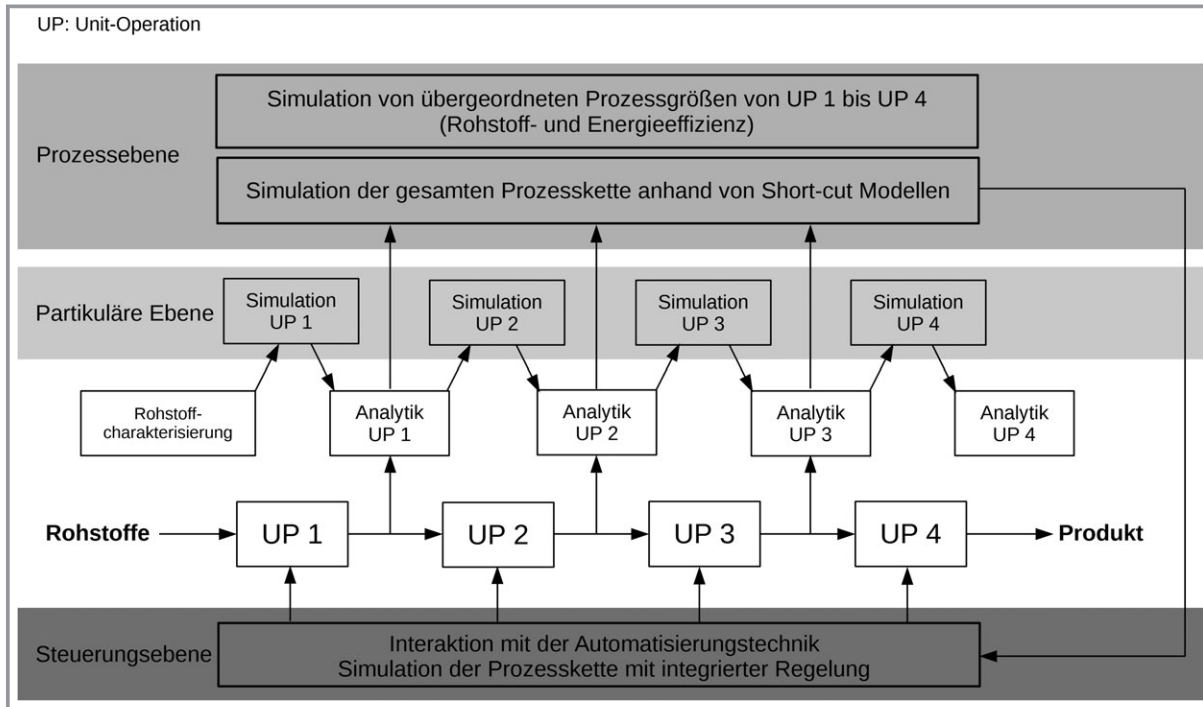 UP: Unit-Operation
Simulation von übergeordneten Prozessgrößen von UP 1 bis UP 4
(Rohstoff- und Energieeffizienz)
Prozessebene
Simulation der gesamten Prozesskette anhand von Short-cut Modellen
Partikuläre Ebene
Simulation
UP 1
Simulation
UP 2
Simulation
UP 3
Simulation
UP 4
Rohstoff-
charakterisierung
Analytik
UP 1
Analytik
UP 2
Analytik
UP 3
Analytik
UP 4
Rohstoffe
UP 1
UP 2
UP 3
UP 4
Produkt
Steuerungsebene
Interaktion mit der Automatisierungstechnik
Simulation der Prozesskette mit integrierter Regelung